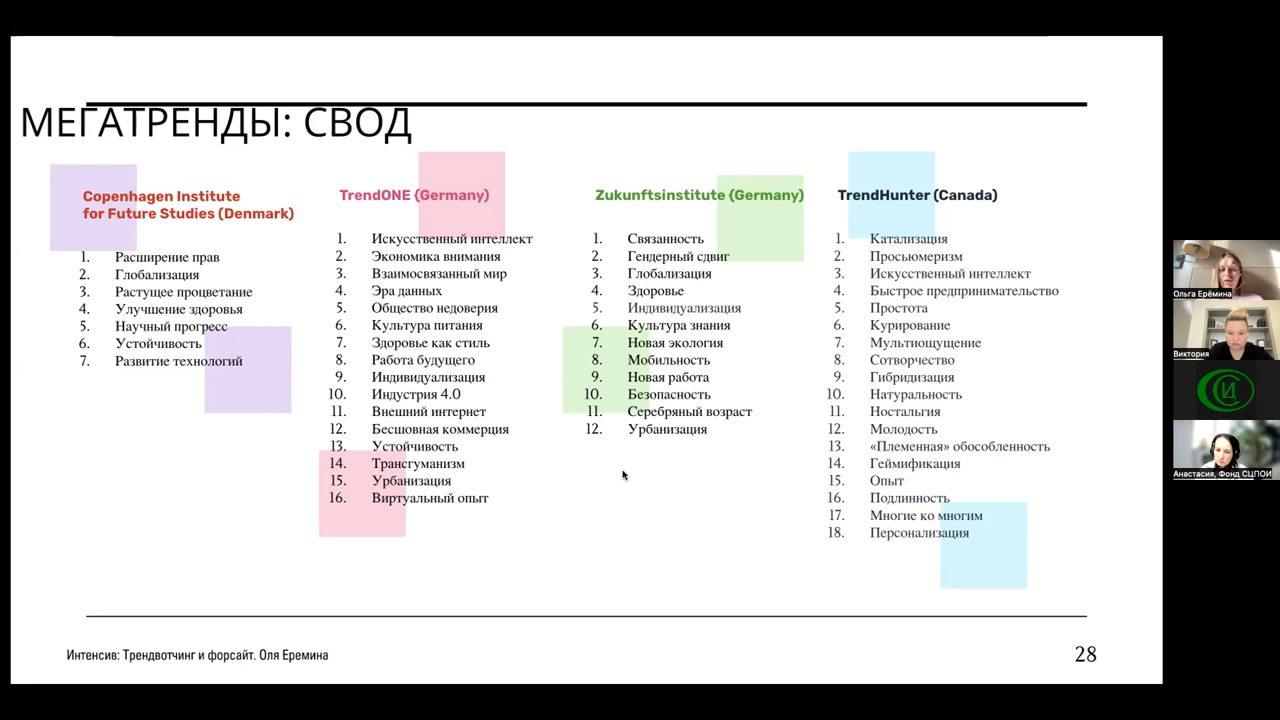 МЕГАТРЕНДЫ: СВОД
Copenhagen Institute
for Future Studies (Denmark)
1. Расширение прав
2. Глобализация
3. Растущее процветание
4. Улучшение здоровья
5. Научный прогресс
6. Устойчивость
7. Развитие технологий
TrendONE {Germany)
1. Искусственный интеллект
2. Экономика внимания
3. Взаимосвязанный мир
4. Эра данных
5. Общество недоверия
6. Культура питания
7. Здоровье как стиль
8. Работа будущего
9. Индивидуализация
10. Индустрия 4.0
11. Внешний интернет
12. Бесшовная коммерция
13. Устойчивость
14. Трансгуманизм
15. Урбанизация
16. Виртуальный опыт
Zukunftsinstitute {Germany)
1. Связанность
2. Гендерный сдвиг
3. Глобализация
4. Здоровье
5. Индивидуализация
6. Культура знания
7. Новая экология
8. Мобильность
9. Новая работа
10. Безопасность
11. Серебряный возраст
12. Урбанизация
TrendHunter (Canada)
1. Катализация
2. Просьюмеризм
3. Искусственный интеллект
4. Быстрое предпринимательство
5. Простота
6. Курирование
7. Мультиощущение
8. Сотворчество
9. Гибридизация
10. Натуральность
11. Ностальгия
12. Молодость
13. «Племенная» обособленность
14. Геймификация
15. Опыт
16. Подлинность
17. Многие ко многим
18. Персонализация
Интенсив: Трендвотчинг и форсайт. Оля Еремина
28
Ольга Ерёмина
Виктория
СЦ
Анастасия, Фонд СЦПОИ